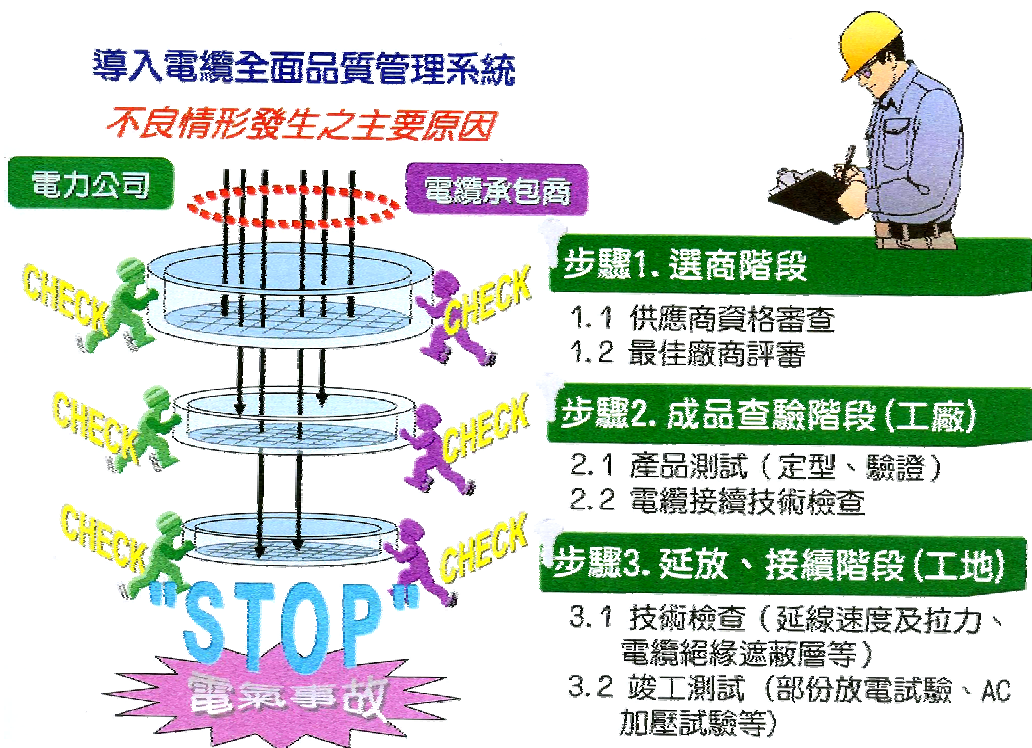 導入電纜全面品質管理系統
不良情形發生之主要原因
電力公司
電纜承包商
CHECK
CHECK
CHECK
CHECK
CHECK
CHECK
"STOP"
電氣事故
步驟1. 選商階段
1.1 供應商資格審查
1.2 最佳廠商評審
步驟2. 成品查驗階段(工廠)
2.1 產品測試（定型、驗證）
2.2 電纜接續技術檢查
步驟3. 延放、接續階段(工地)
3.1 技術檢查（延線速度及拉力、
電纜絕緣遮蔽層等）
3.2 竣工測試（部份放電試驗、AC
加壓試驗等）